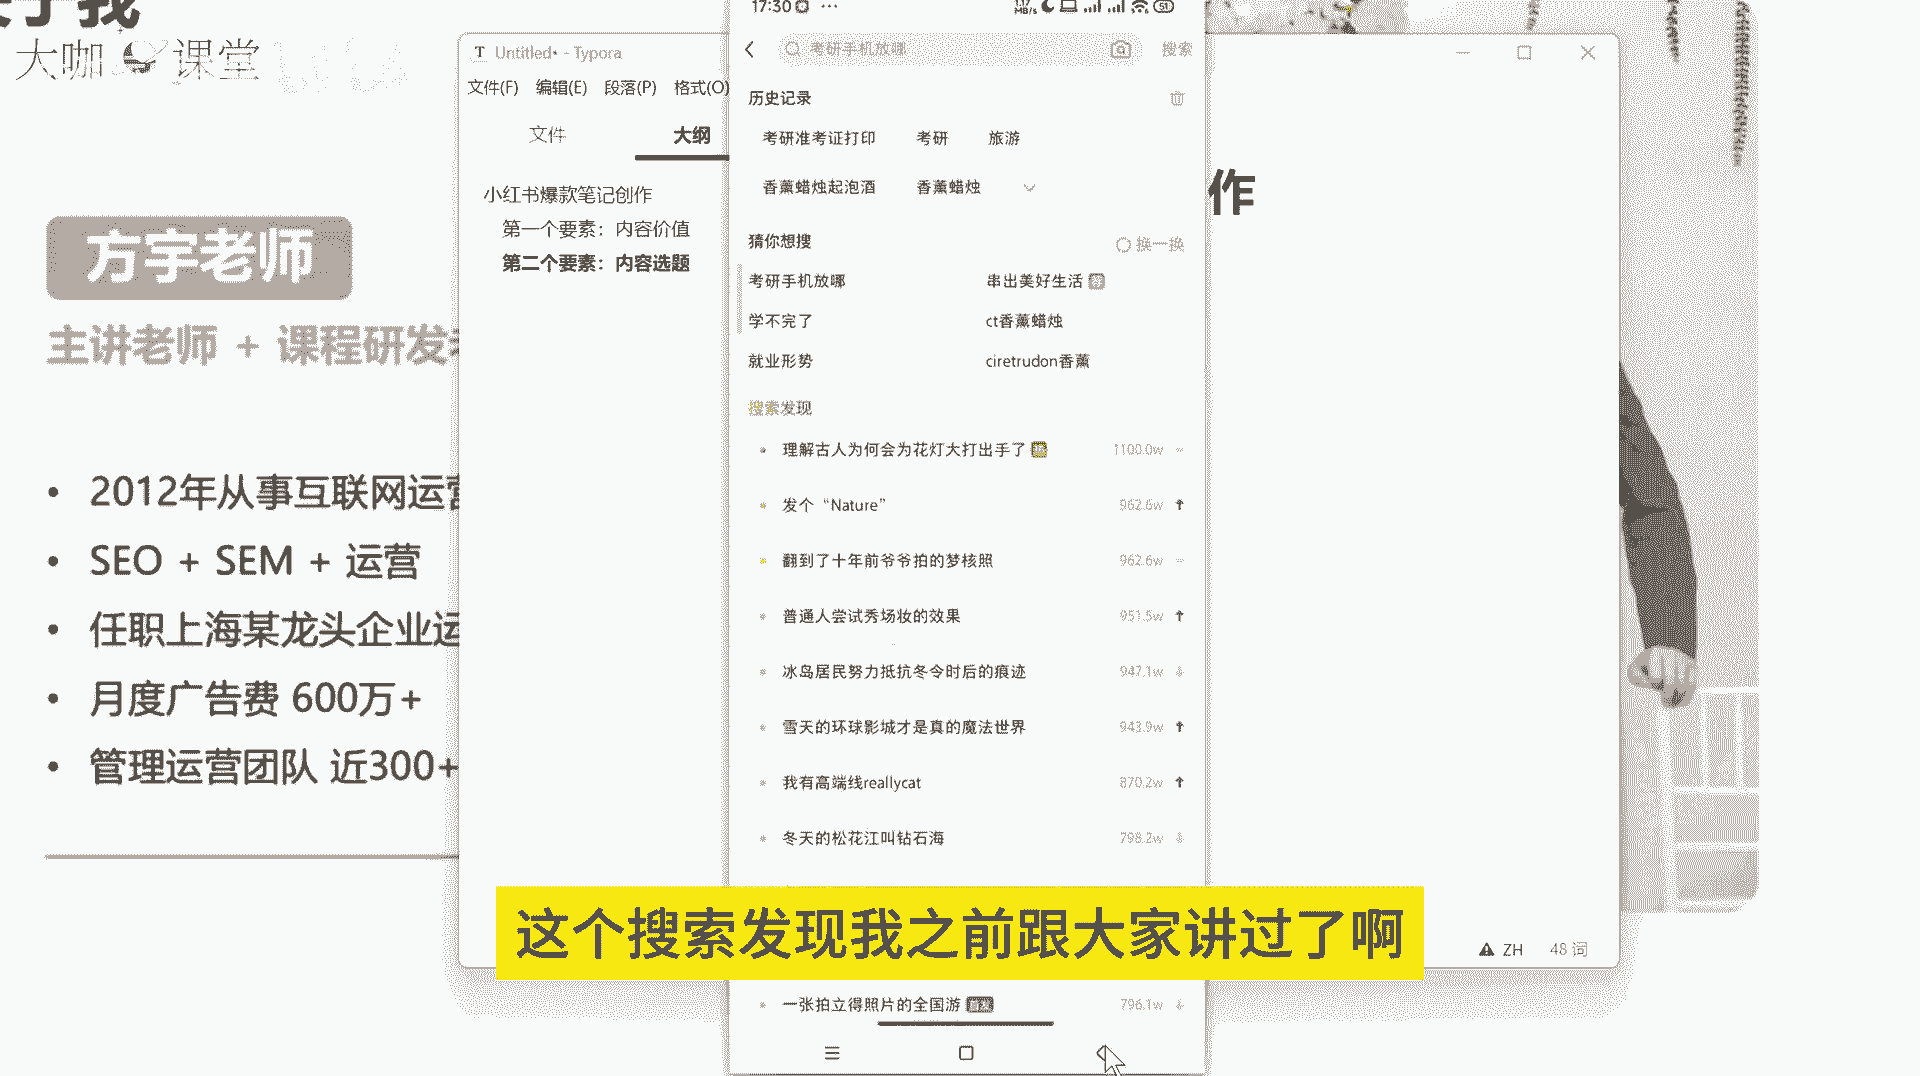 大咖 课堂
方宇老师
主讲老师 + 课程研发
• 2012年从事互联网运营
• SEO + SEM + 运营
• 任职上海某龙头企业运
• 月度广告费 600万+
• 管理运营团队 近300+
Untitled• - Typora
文件(F) 编辑(E) 段落(P) 格式(O)
文件 大纲
小红书爆款笔记创作
第一个要素：内容价值
第二个要素：内容选题
作
ZH 48 词
17:30 ···
51
考研手机放哪 搜索
历史记录
考研准考证打印 考研 旅游
香薰蜡烛起泡酒 香薰蜡烛
猜你想搜 换一换
考研手机放哪 串出美好生活
学不完了 ct香薰蜡烛
就业形势 ciretrudon香薰
搜索发现
理解古人为何会为花灯大打出手了 1100.0w
发个“Nature” 962.6w
翻到了十年前爷爷拍的梦核照 962.6w
普通人尝试秀场妆的效果 951.5w
冰岛居民努力抵抗冬令时后的痕迹 947.1w
雪天的环球影城才是真的魔法世界 943.9w
我有高端线reallycat 870.2w
冬天的松花江叫钻石海 798.2w
这个搜索发现我之前跟大家讲过了啊
一张拍立得照片的全国游 首发 796.1w